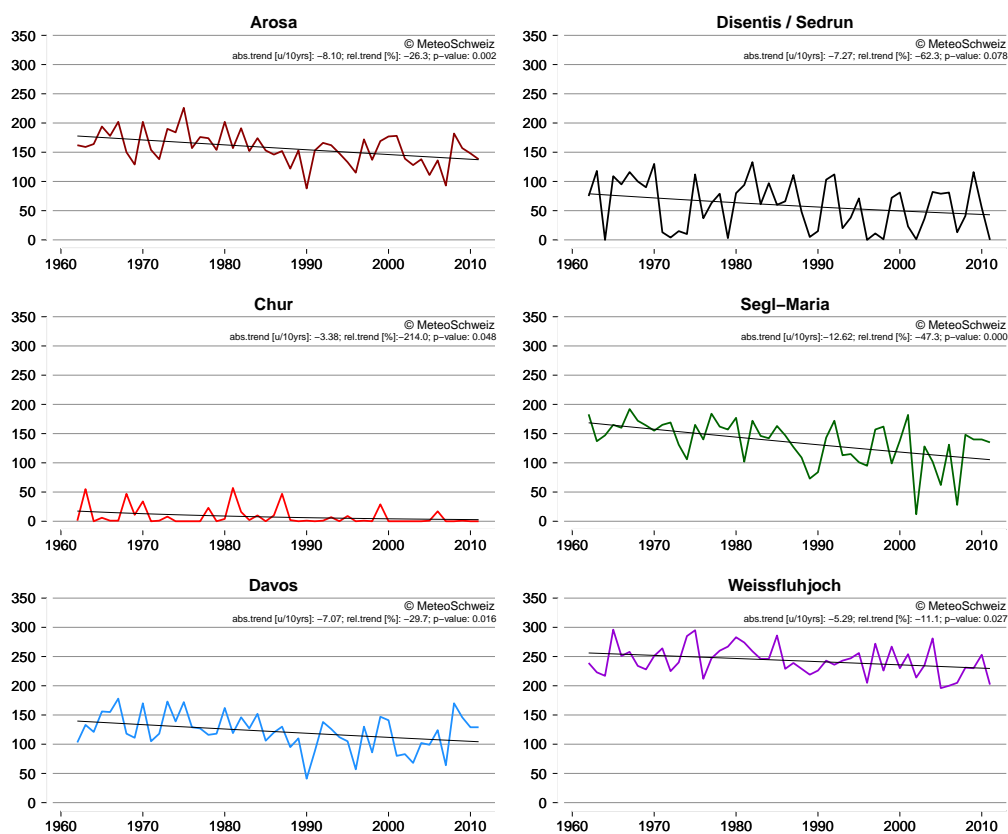 Arosa
© MeteoSchweiz
abs.trend [u/10yrs]: −8.10; rel.trend [%]: −26.3; p−value: 0.002
350
300
250
200
150
100
50
0
1960 1970 1980 1990 2000 2010
Disentis / Sedrun
© MeteoSchweiz
abs.trend [u/10yrs]: −7.27; rel.trend [%]: −62.3; p−value: 0.078
350
300
250
200
150
100
50
0
1960 1970 1980 1990 2000 2010
Chur
© MeteoSchweiz
abs.trend [u/10yrs]: −3.38; rel.trend [%]:−214.0; p−value: 0.048
350
300
250
200
150
100
50
0
1960 1970 1980 1990 2000 2010
Segl−Maria
© MeteoSchweiz
abs.trend [u/10yrs]:−12.62; rel.trend [%]: −47.3; p−value: 0.000
350
300
250
200
150
100
50
0
1960 1970 1980 1990 2000 2010
Davos
© MeteoSchweiz
abs.trend [u/10yrs]: −7.07; rel.trend [%]: −29.7; p−value: 0.016
350
300
250
200
150
100
50
0
1960 1970 1980 1990 2000 2010
Weissfluhjoch
© MeteoSchweiz
abs.trend [u/10yrs]: −5.29; rel.trend [%]: −11.1; p−value: 0.027
350
300
250
200
150
100
50
0
1960 1970 1980 1990 2000 2010